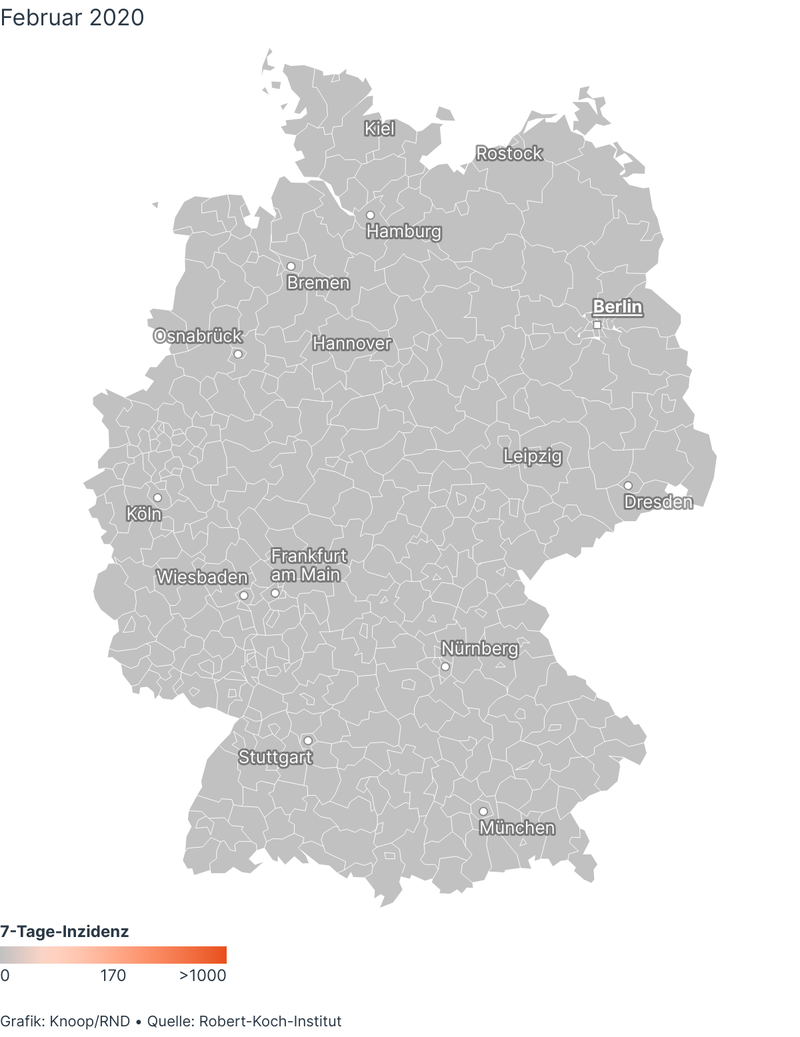 Februar 2020
Kiel
Rostock
Hamburg
Bremen
Berlin
Osnabrück
Hannover
Leipzig
Dresden
Köln
Frankfurt
am Main
Wiesbaden
Nürnberg
Stuttgart
München
7-Tage-Inzidenz
0 170 >1000
Grafik: Knoop/RND • Quelle: Robert-Koch-Institut